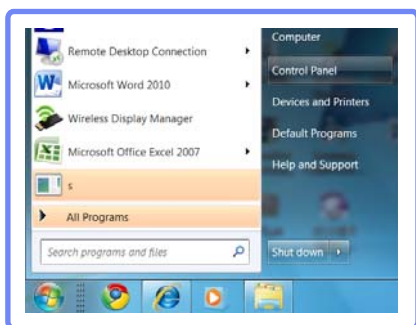 Remote Desktop Connection
Microsoft Word 2010
Wireless Display Manager
Microsoft Office Excel 2007
s
All Programs
Search programs and files
Computer
Control Panel
Devices and Printers
Default Programs
Help and Support
Shut down